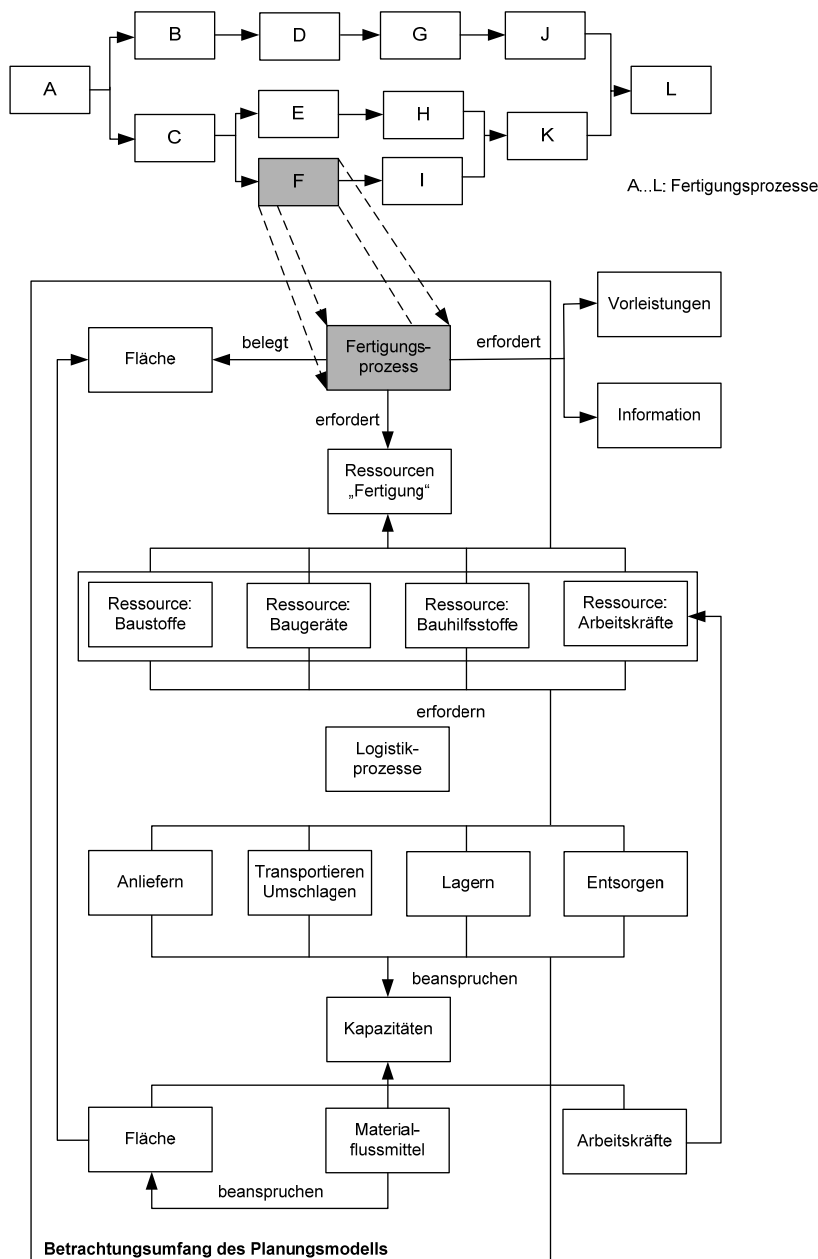 B
D
G
J
A
L
E
H
C
K
F
I
A...L: Fertigungsprozesse
Vorleistungen
belegt
Fertigungs-
prozess
erfordert
Fläche
Information
erfordert
Ressourcen
„Fertigung“
Ressource:
Baustoffe
Ressource:
Baugeräte
Ressource:
Bauhilfsstoffe
Ressource:
Arbeitskräfte
erfordern
Logistik-
prozesse
Anliefern
Transportieren
Umschlagen
Lagern
Entsorgen
beanspruchen
Kapazitäten
Fläche
Material-
flussmittel
Arbeitskräfte
beanspruchen
Betrachtungsumfang des Planungsmodells